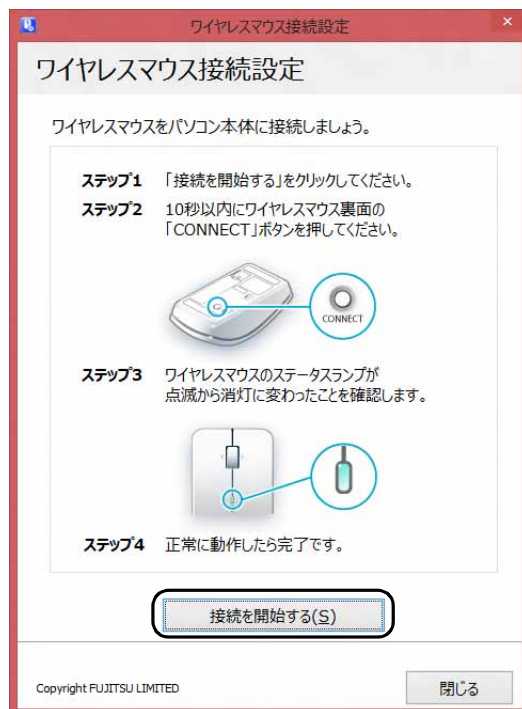 ワイヤレスマウス接続設定
×
ワイヤレスマウス接続設定
ワイヤレスマウスをパソコン本体に接続しましょう。
ステップ1 「接続を開始する」をクリックしてください。
ステップ2 10秒以内にワイヤレスマウス裏面の
「CONNECT」ボタンを押してください。
CONNECT
ステップ3 ワイヤレスマウスのステータスランプが
点滅から消灯に変わったことを確認します。
ステップ4 正常に動作したら完了です。
接続を開始する(S)
Copyright FUJITSU LIMITED
閉じる